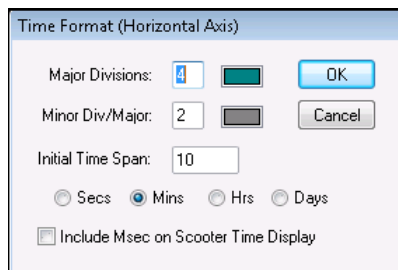 Time Format (Horizontal Axis)
Major Divisions: 4 OK
Minor Div/Major: 2 Cancel
Initial Time Span: 10
Secs Mins Hrs Days
Include Msec on Scooter Time Display